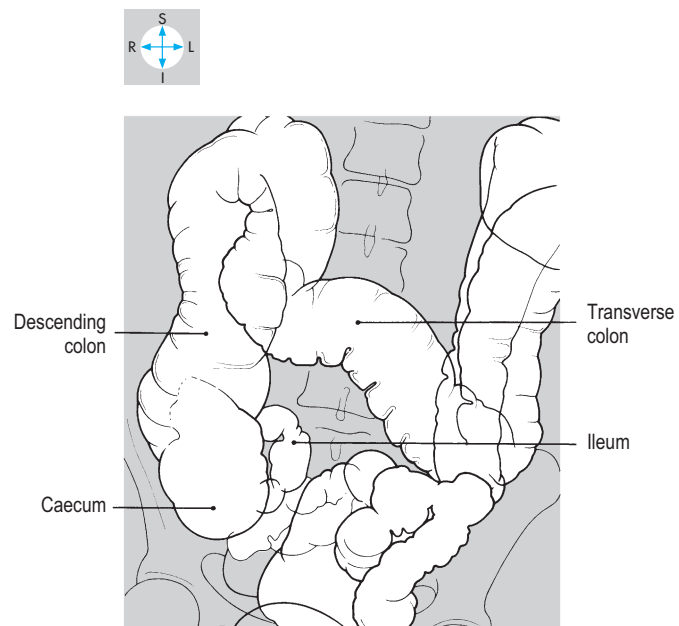 S
R L
I
Descending
colon
Transverse
colon
Ileum
Caecum